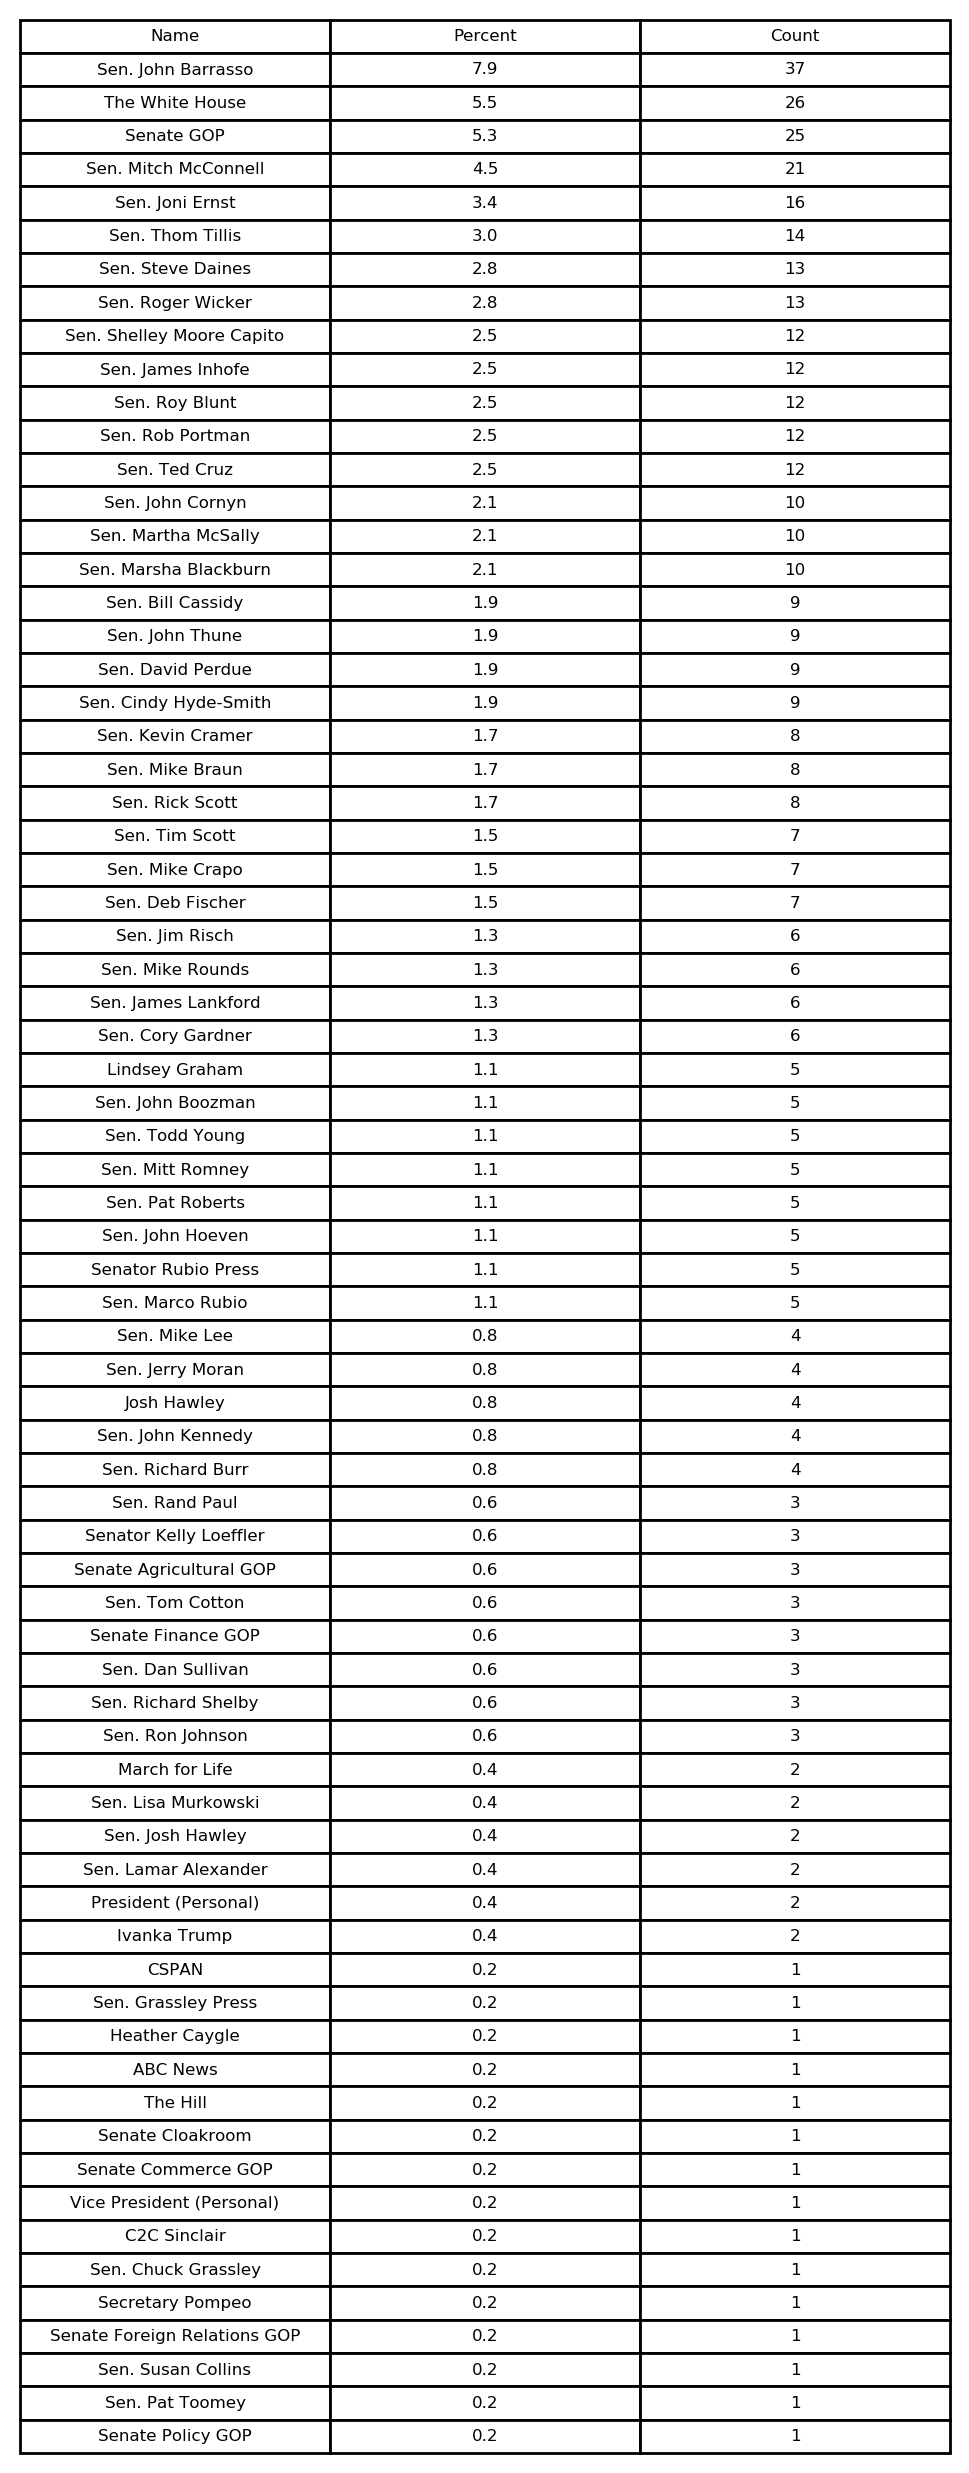 Name Percent Count
Sen. John Barrasso 7.9 37
The White House 5.5 26
Senate GOP 5.3 25
Sen. Mitch McConnell 4.5 21
Sen. Joni Ernst 3.4 16
Sen. Thom Tillis 3.0 14
Sen. Steve Daines 2.8 13
Sen. Roger Wicker 2.8 13
Sen. Shelley Moore Capito 2.5 12
Sen. James Inhofe 2.5 12
Sen. Roy Blunt 2.5 12
Sen. Rob Portman 2.5 12
Sen. Ted Cruz 2.5 12
Sen. John Cornyn 2.1 10
Sen. Martha McSally 2.1 10
Sen. Marsha Blackburn 2.1 10
Sen. Bill Cassidy 1.9 9
Sen. John Thune 1.9 9
Sen. David Perdue 1.9 9
Sen. Cindy Hyde-Smith 1.9 9
Sen. Kevin Cramer 1.7 8
Sen. Mike Braun 1.7 8
Sen. Rick Scott 1.7 8
Sen. Tim Scott 1.5 7
Sen. Mike Crapo 1.5 7
Sen. Deb Fischer 1.5 7
Sen. Jim Risch 1.3 6
Sen. Mike Rounds 1.3 6
Sen. James Lankford 1.3 6
Sen. Cory Gardner 1.3 6
Lindsey Graham 1.1 5
Sen. John Boozman 1.1 5
Sen. Todd Young 1.1 5
Sen. Mitt Romney 1.1 5
Sen. Pat Roberts 1.1 5
Sen. John Hoeven 1.1 5
Senator Rubio Press 1.1 5
Sen. Marco Rubio 1.1 5
Sen. Mike Lee 0.8 4
Sen. Jerry Moran 0.8 4
Josh Hawley 0.8 4
Sen. John Kennedy 0.8 4
Sen. Richard Burr 0.8 4
Sen. Rand Paul 0.6 3
Senator Kelly Loeffler 0.6 3
Senate Agricultural GOP 0.6 3
Sen. Tom Cotton 0.6 3
Senate Finance GOP 0.6 3
Sen. Dan Sullivan 0.6 3
Sen. Richard Shelby 0.6 3
Sen. Ron Johnson 0.6 3
March for Life 0.4 2
Sen. Lisa Murkowski 0.4 2
Sen. Josh Hawley 0.4 2
Sen. Lamar Alexander 0.4 2
President (Personal) 0.4 2
Ivanka Trump 0.4 2
CSPAN 0.2 1
Sen. Grassley Press 0.2 1
Heather Caygle 0.2 1
ABC News 0.2 1
The Hill 0.2 1
Senate Cloakroom 0.2 1
Senate Commerce GOP 0.2 1
Vice President (Personal) 0.2 1
C2C Sinclair 0.2 1
Sen. Chuck Grassley 0.2 1
Secretary Pompeo 0.2 1
Senate Foreign Relations GOP 0.2 1
Sen. Susan Collins 0.2 1
Sen. Pat Toomey 0.2 1
Senate Policy GOP 0.2 1